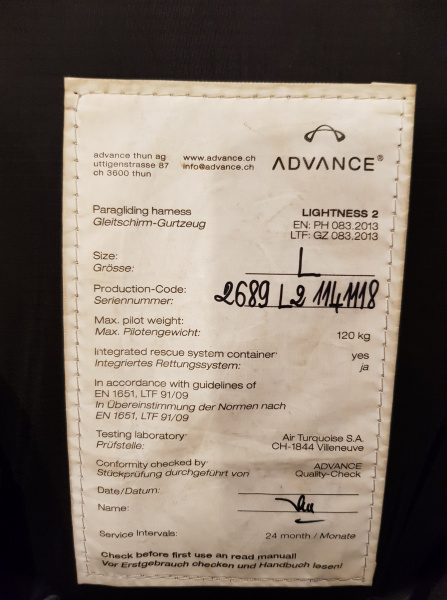 ADVANCE®
advance thun ag www.advance.ch
uttigenstrasse 87 info@advance.ch
ch 3600 thun
Paragliding harness LIGHTNESS 2
Gleitschirm-Gurtzeug EN: PH 083.2013
LTF: GZ 083.2013
Size: L
Grösse:
Production-Code: 2689 L2 1141118
Seriennummer:
Max. pilot weight: 120 kg
Max. Pilotengewicht:
Integrated rescue system container: yes
Integriertes Rettungssystem: ja
In accordance with guidelines of
EN 1651, LTF 91/09
In Übereinstimmung der Normen nach
EN 1651, LTF 91/09
Testing laboratory: Air Turquoise S.A.
Prüfstelle: CH-1844 Villeneuve
Conformity checked by: ADVANCE
Stückprüfung durchgeführt von Quality-Check
Date/Datum:
Name:
Service Intervals: 24 month / Monate
Check before first use an read manual!
Vor Erstgebrauch checken und Handbuch lesen!